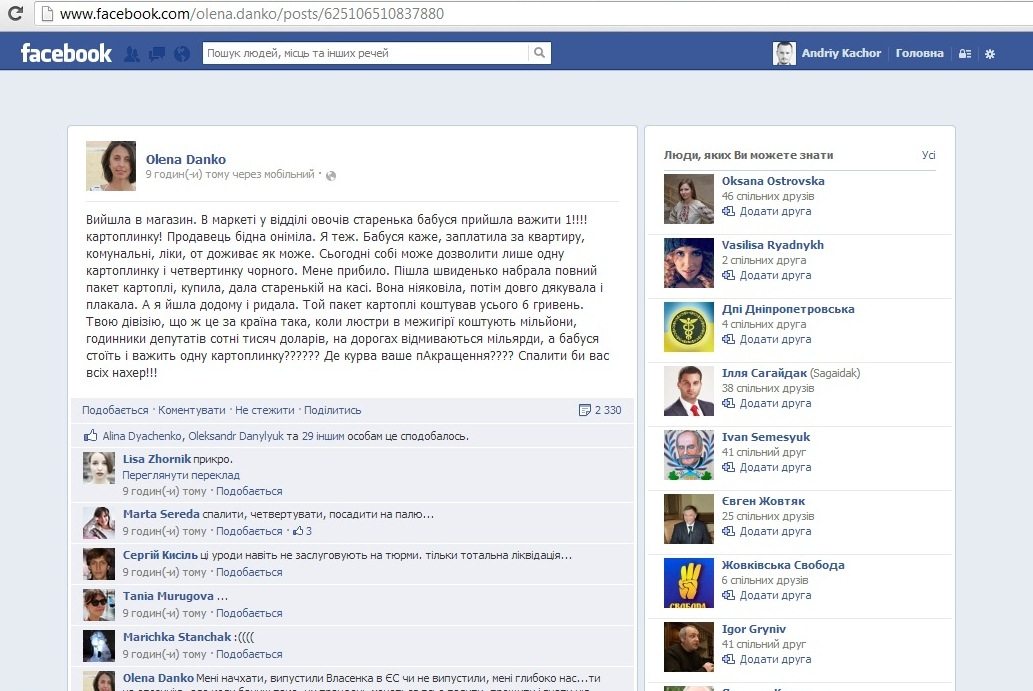 www.facebook.com/olena.danko/posts/625106510837880
facebook
Пошук людей, місць та інших речей
Andriy Kachor
Головна
Olena Danko
9 годин(-и) тому через мобільний ·
Вийшла в магазин. В маркеті у відділі овочів старенька бабуся прийшла важити 1!!!!
картоплинку! Продавець бідна оніміла. Я теж. Бабуся каже, заплатила за квартиру,
комунальні, ліки, от доживає як може. Сьогодні собі може дозволити лише одну
картоплинку і четвертинку чорного. Мене прибило. Пішла швиденько набрала повний
пакет картоплі, купила, дала старенькій на касі. Вона ніяковіла, потім довго дякувала і
плакала. А я йшла додому і ридала. Той пакет картоплі коштував усього 6 гривень.
Твою дівізію, що ж це за країна така, коли люстри в межигірї коштують мільйони,
годинники депутатів сотні тисяч доларів, на дорогах відмиваються мільярди, а бабуся
стоїть і важить одну картоплинку?????? Де курва ваше пАкращення???? Спалити би вас
всіх нахер!!!
Подобається · Коментувати · Не стежити · Поділитись
2 330
Alina Dyachenko, Oleksandr Danylyuk та 29 іншим особам це сподобалось.
Lisa Zhornik прикро.
Переглянути переклад
9 годин(-и) тому · Подобається
Marta Sereda спалити, четвертувати, посадити на палю...
9 годин(-и) тому · Подобається · 3
Сергій Кисіль ці уроди навіть не заслуговують на тюрми. тільки тотальна ліквідація...
9 годин(-и) тому · Подобається
Tania Murugova ...
9 годин(-и) тому · Подобається
Marichka Stanchak :((((
9 годин(-и) тому · Подобається
Olena Danko Мені начхати, випустили Власенка в ЄС чи не випустили, мені глибоко нас...ти
Люди, яких Ви можете знати
Усі
Oksana Ostrovska
46 спільних друзів
Додати друга
Vasilisa Ryadnykh
2 спільних друга
Додати друга
Дпі Дніпропетровська
4 спільних друга
Додати друга
Ілля Сагайдак (Sagaidak)
38 спільних друзів
Додати друга
Ivan Semesyuk
41 спільний друг
Додати друга
Євген Жовтяк
25 спільних друзів
Додати друга
Жовківська Свобода
6 спільних друзів
Додати друга
СВОБОДА
Igor Gryniv
41 спільний друг
Додати друга